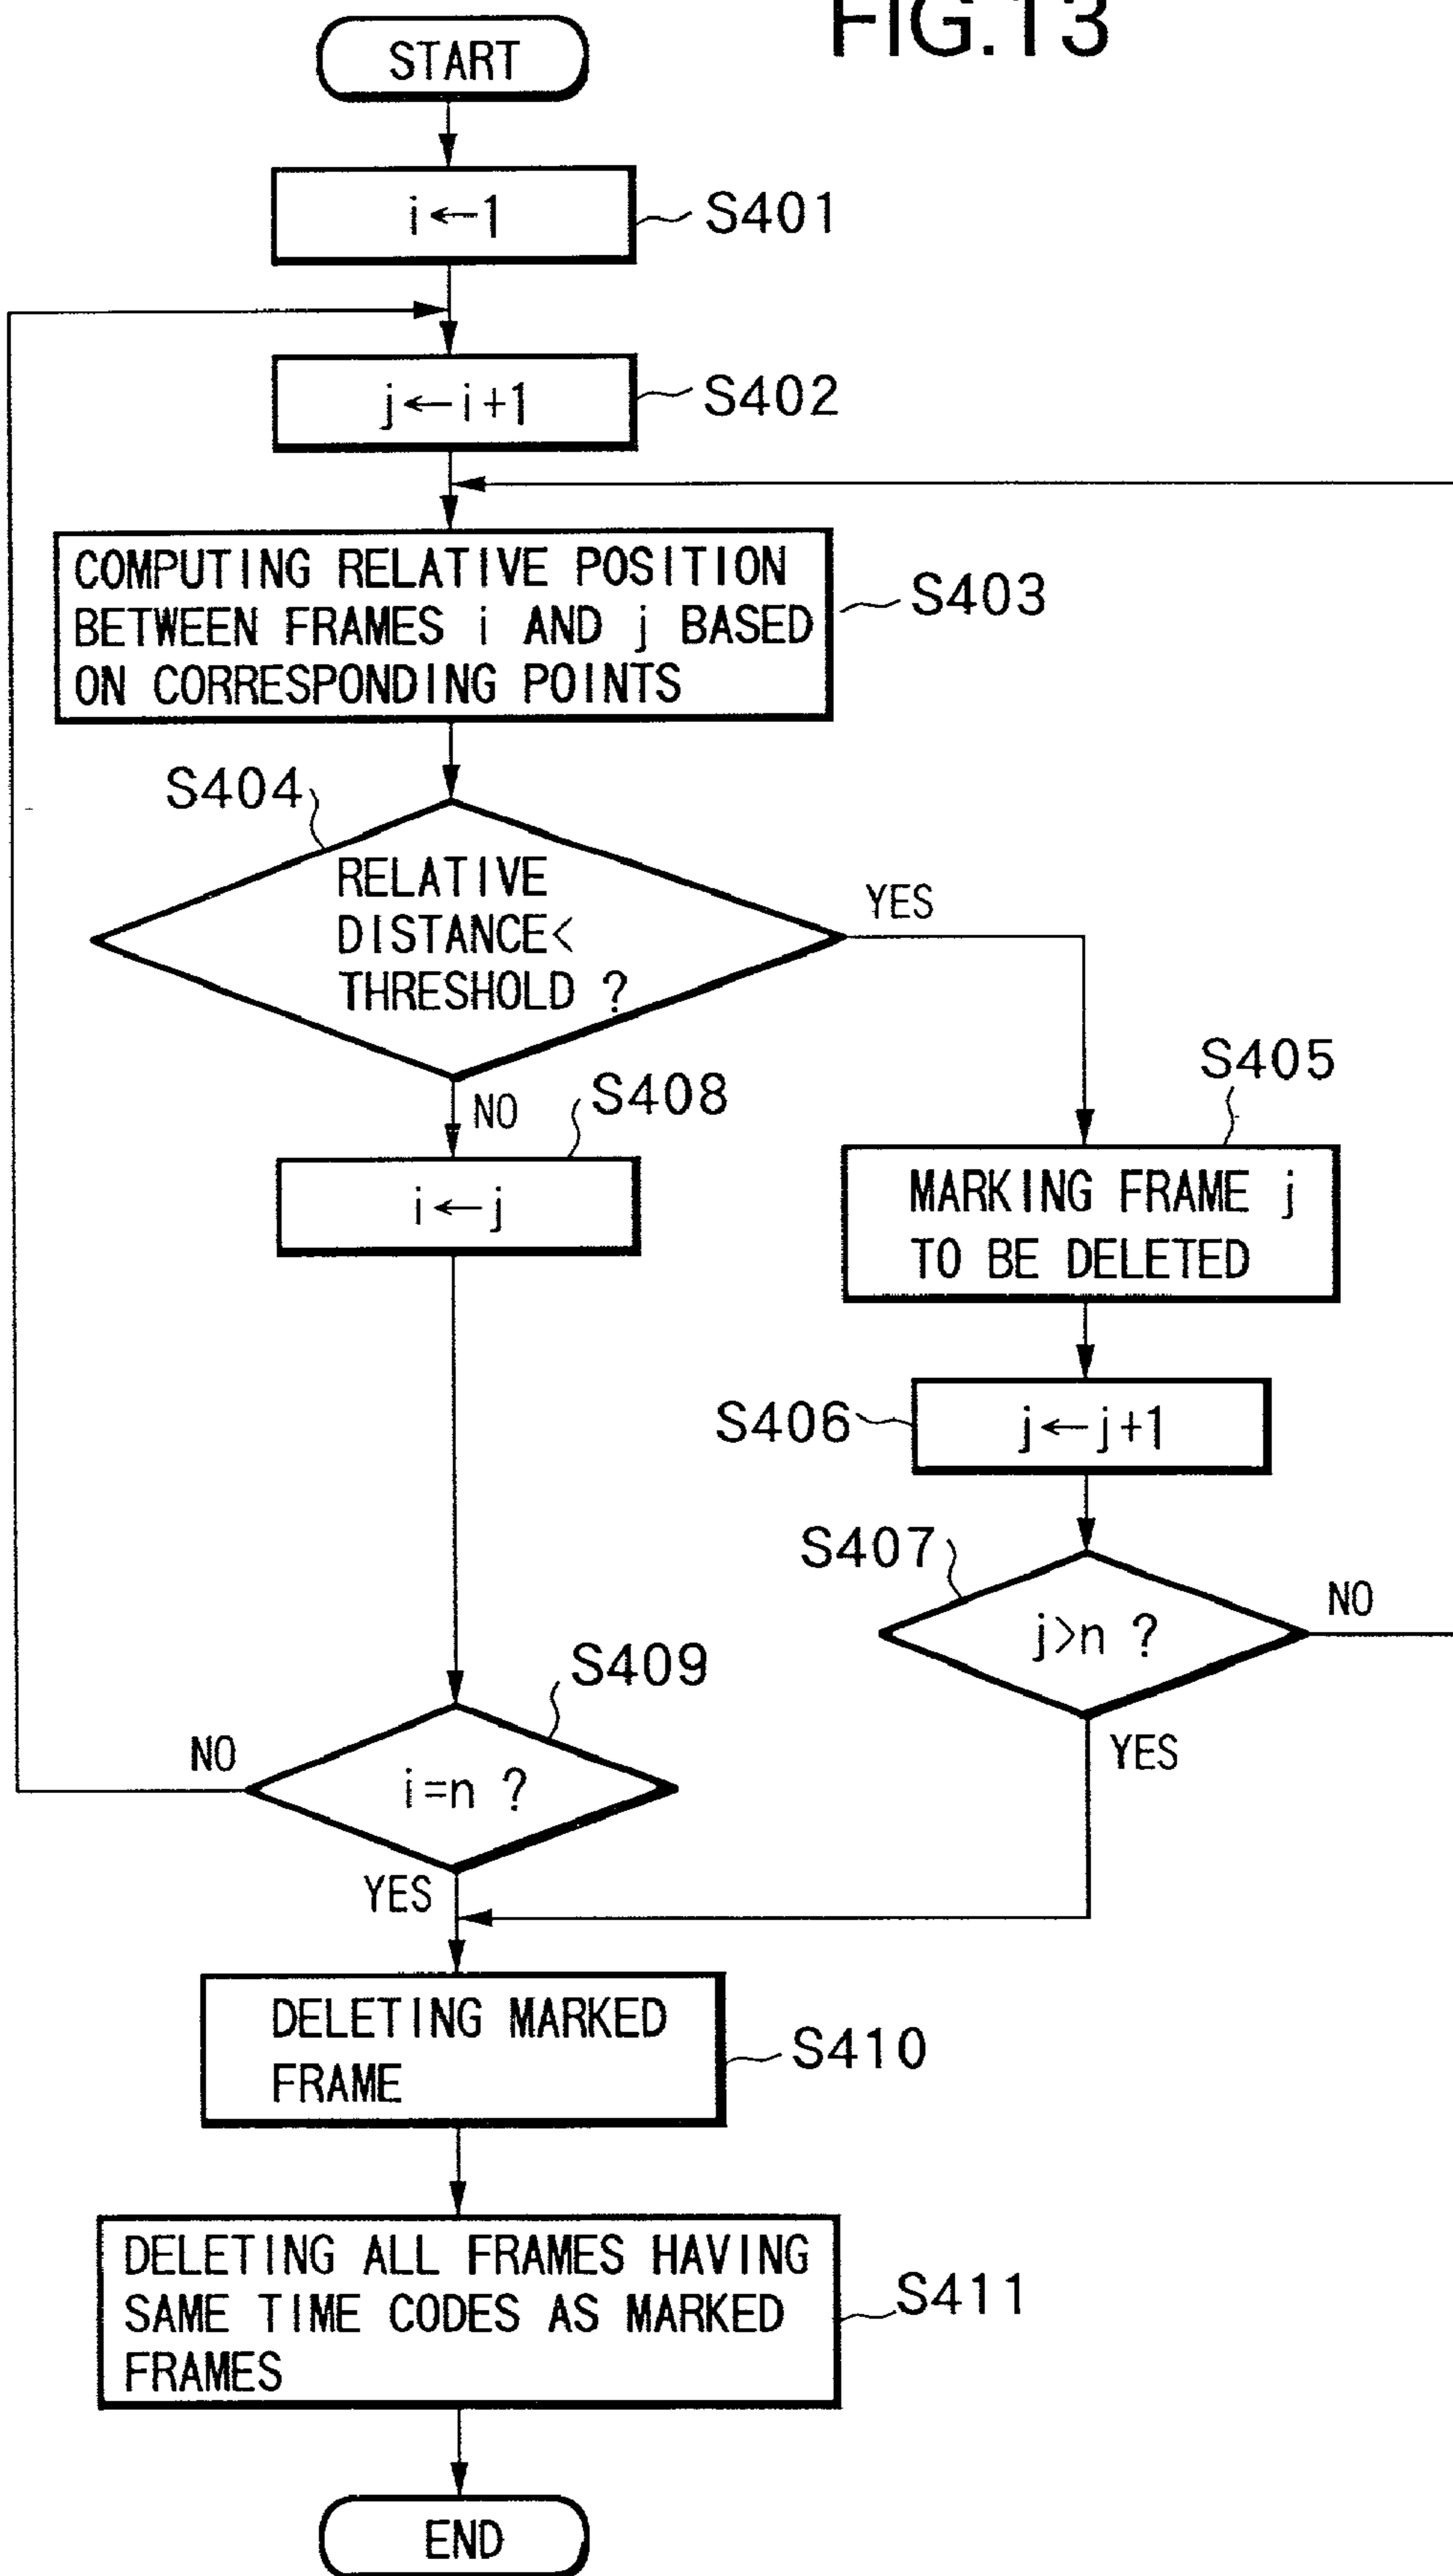 FIG.13
START
i←1
S401
j←i+1
S402
COMPUTING RELATIVE POSITION
BETWEEN FRAMES i AND j BASED
ON CORRESPONDING POINTS
S403
S404
RELATIVE
DISTANCE<
THRESHOLD ?
YES
NO
S408
i←j
S405
MARKING FRAME j
TO BE DELETED
S406
j←j+1
S407
j>n ?
NO
YES
S409
i=n ?
NO
YES
DELETING MARKED
FRAME
S410
DELETING ALL FRAMES HAVING
SAME TIME CODES AS MARKED
FRAMES
S411
END